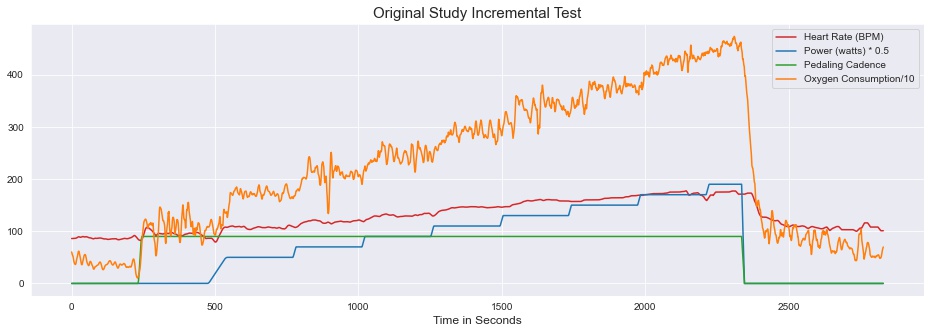 Original Study Incremental Test
Heart Rate (BPM)
Power (watts) * 0.5
Pedaling Cadence
Oxygen Consumption/10
400
300
200
100
0
0 500 1000 1500 2000 2500
Time in Seconds